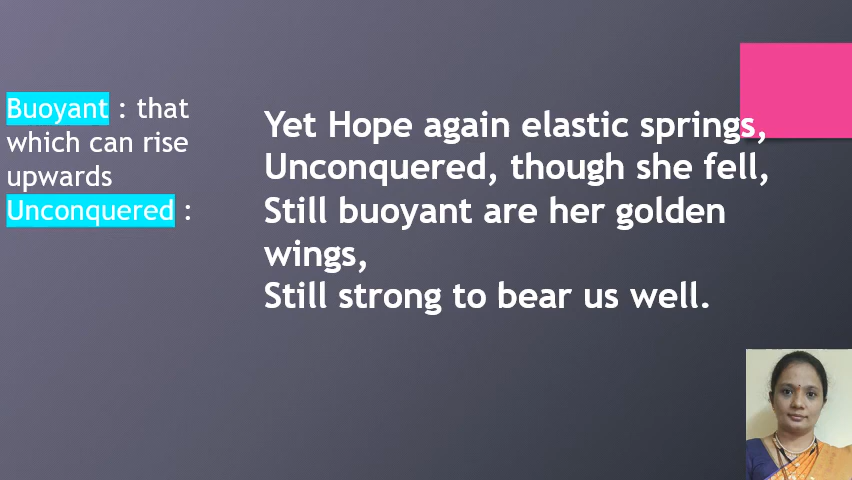 Buoyant : that
which can rise
upwards
Unconquered :
Yet Hope again elastic springs,
Unconquered, though she fell,
Still buoyant are her golden
wings,
Still strong to bear us well.